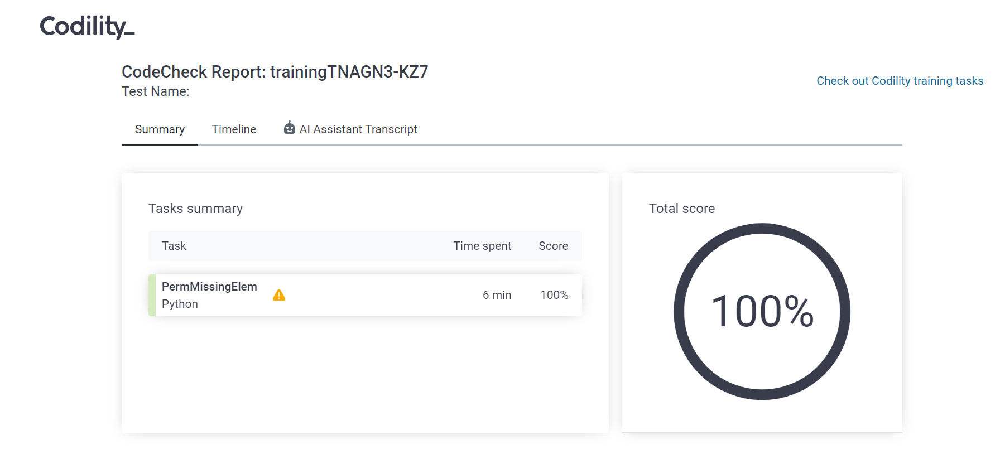 Codility_
CodeCheck Report: trainingTNAGN3-KZ7
Test Name:
Check out Codility training tasks
Summary
Timeline
AI Assistant Transcript
Tasks summary
Task Time spent Score
PermMissingElem
Python
6 min 100%
Total score
100%